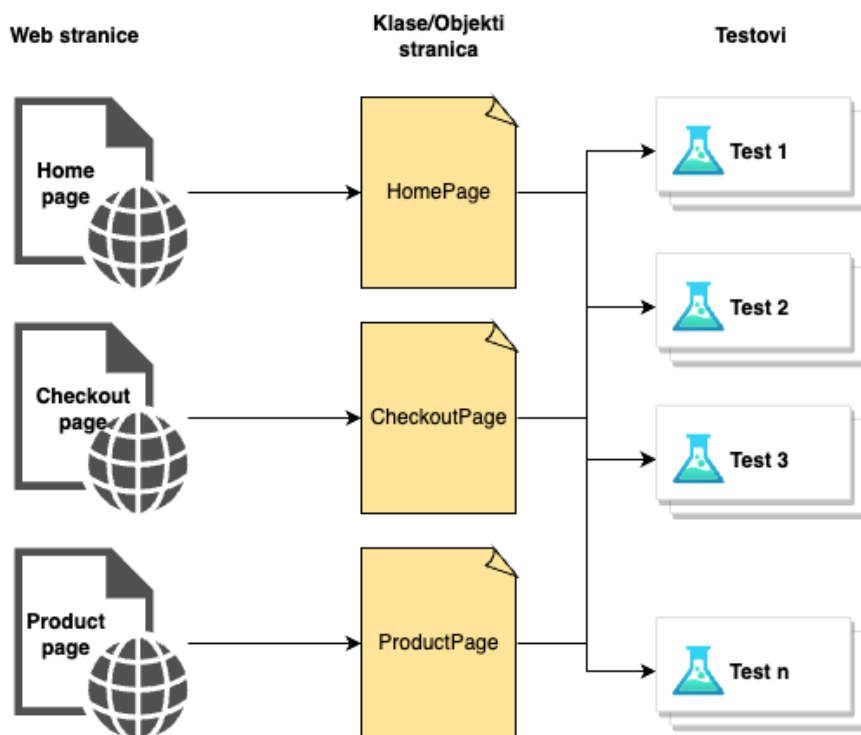 Web stranice
Klase/Objekti
stranica
Testovi
Home
page
HomePage
Test 1
Test 2
Checkout
page
CheckoutPage
Test 3
Product
page
ProductPage
Test n